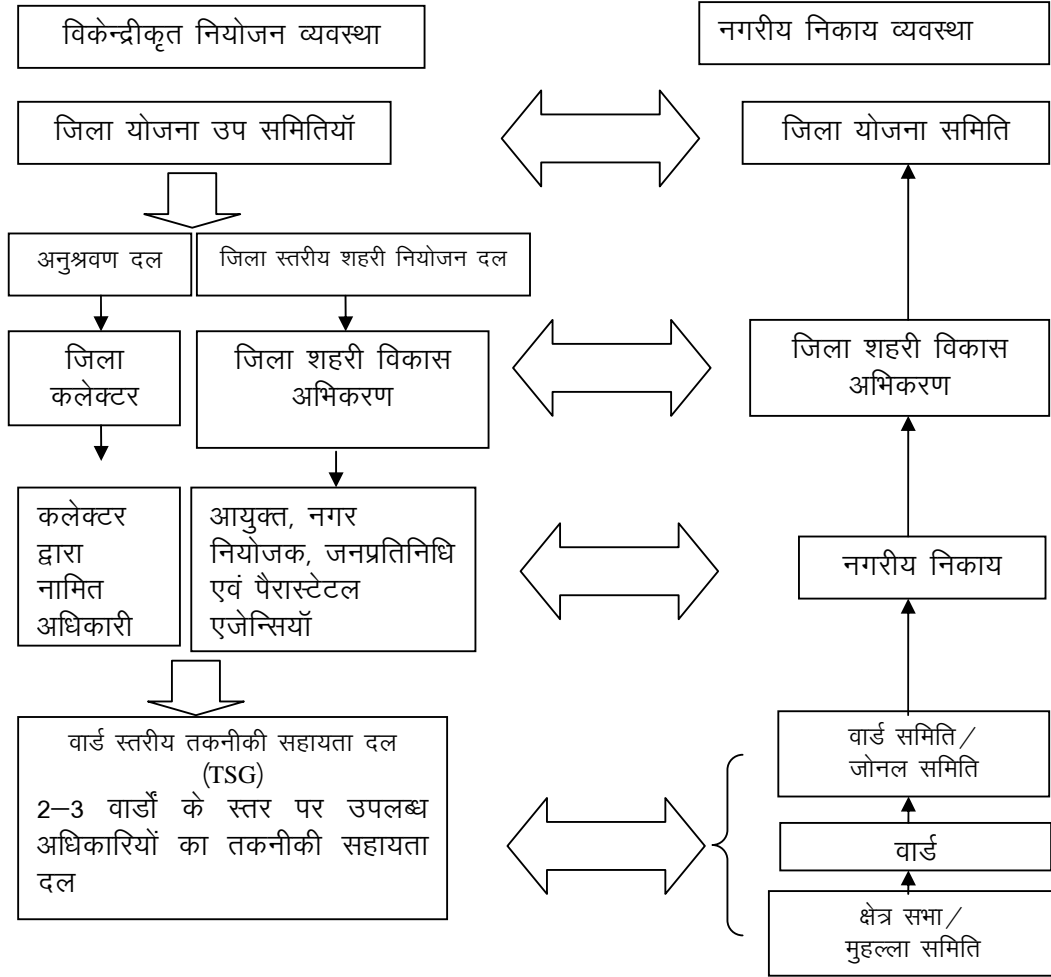 विकेन्द्रीकृत नियोजन व्यवस्था
नगरीय निकाय व्यवस्था
जिला योजना उप समितियॉ
जिला योजना समिति
अनुश्रवण दल
जिला स्तरीय शहरी नियोजन दल
जिला
कलेक्टर
जिला शहरी विकास
अभिकरण
जिला शहरी विकास
अभिकरण
कलेक्टर
द्वारा
नामित
अधिकारी
आयुक्त, नगर
नियोजक, जनप्रतिनिधि
एवं पैरास्टेटल
एजेन्सियॉ
नगरीय निकाय
वार्ड स्तरीय तकनीकी सहायता दल
(TSG)
2–3 वार्डों के स्तर पर उपलब्ध
अधिकारियों का तकनीकी सहायता
दल
वार्ड समिति/
जोनल समिति
वार्ड
क्षेत्र सभा/
मुहल्ला समिति